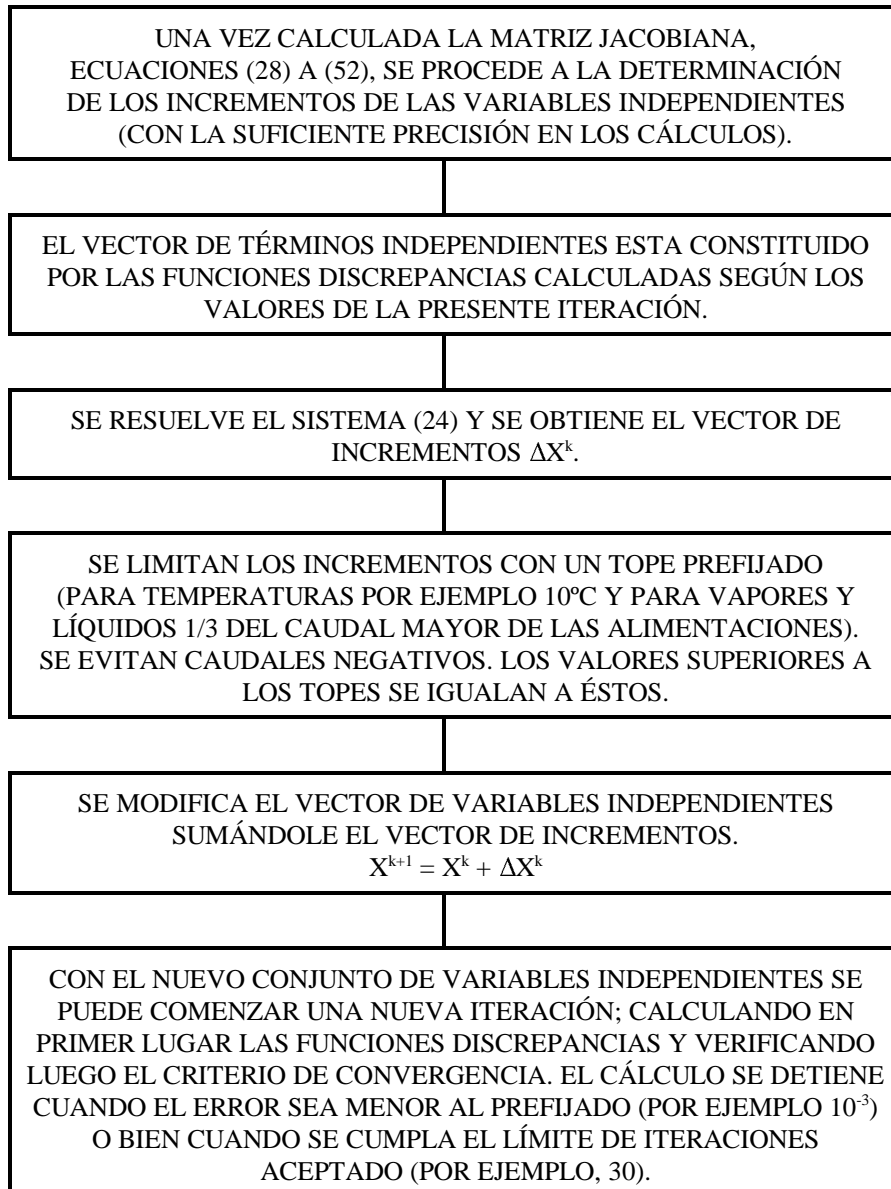 UNA VEZ CALCULADA LA MATRIZ JACOBIANA,
ECUACIONES (28) A (52), SE PROCEDE A LA DETERMINACIÓN
DE LOS INCREMENTOS DE LAS VARIABLES INDEPENDIENTES
(CON LA SUFICIENTE PRECISIÓN EN LOS CÁLCULOS).
EL VECTOR DE TÉRMINOS INDEPENDIENTES ESTA CONSTITUIDO
POR LAS FUNCIONES DISCREPANCIAS CALCULADAS SEGÚN LOS
VALORES DE LA PRESENTE ITERACIÓN.
SE RESUELVE EL SISTEMA (24) Y SE OBTIENE EL VECTOR DE
INCREMENTOS ΔXᵏ.
SE LIMITAN LOS INCREMENTOS CON UN TOPE PREFIJADO
(PARA TEMPERATURAS POR EJEMPLO 10ºC Y PARA VAPORES Y
LÍQUIDOS 1/3 DEL CAUDAL MAYOR DE LAS ALIMENTACIONES).
SE EVITAN CAUDALES NEGATIVOS. LOS VALORES SUPERIORES A
LOS TOPES SE IGUALAN A ÉSTOS.
SE MODIFICA EL VECTOR DE VARIABLES INDEPENDIENTES
SUMÁNDOLE EL VECTOR DE INCREMENTOS.
Xᵏ⁺¹ = Xᵏ + ΔXᵏ
CON EL NUEVO CONJUNTO DE VARIABLES INDEPENDIENTES SE
PUEDE COMENZAR UNA NUEVA ITERACIÓN; CALCULANDO EN
PRIMER LUGAR LAS FUNCIONES DISCREPANCIAS Y VERIFICANDO
LUEGO EL CRITERIO DE CONVERGENCIA. EL CÁLCULO SE DETIENE
CUANDO EL ERROR SEA MENOR AL PREFIJADO (POR EJEMPLO 10⁻³)
O BIEN CUANDO SE CUMPLA EL LÍMITE DE ITERACIONES
ACEPTADO (POR EJEMPLO, 30).